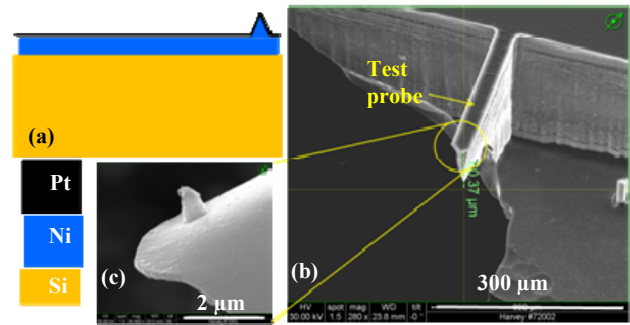 Test
probe
(a)
Pt
Ni
Si
(c)
2 µm
(b)
300 µm
HV
spot
mag
WD
tilt
30.00 kV
1.5
280 x
23.8 mm
-0 °
Harvey #72002